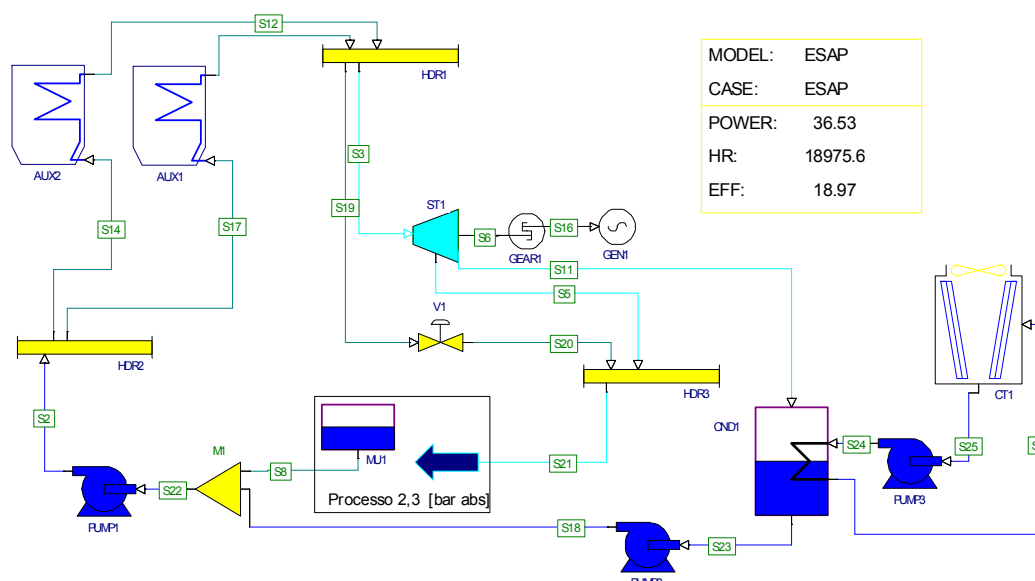 S12
HDR1
MODEL: ESAP
CASE: ESAP
POWER: 36.53
HR: 18975.6
EFF: 18.97
AUX2
AUX1
S3
S14
S17
S19
ST1
S6
GEAR1
S16
GEN1
S11
S5
V1
S20
HDR2
HDR3
CT1
S2
M1
CND1
S24
S25
PUMP3
MU1
S8
S21
S22
PUMP1
Processo 2,3 [bar abs]
S18
S23